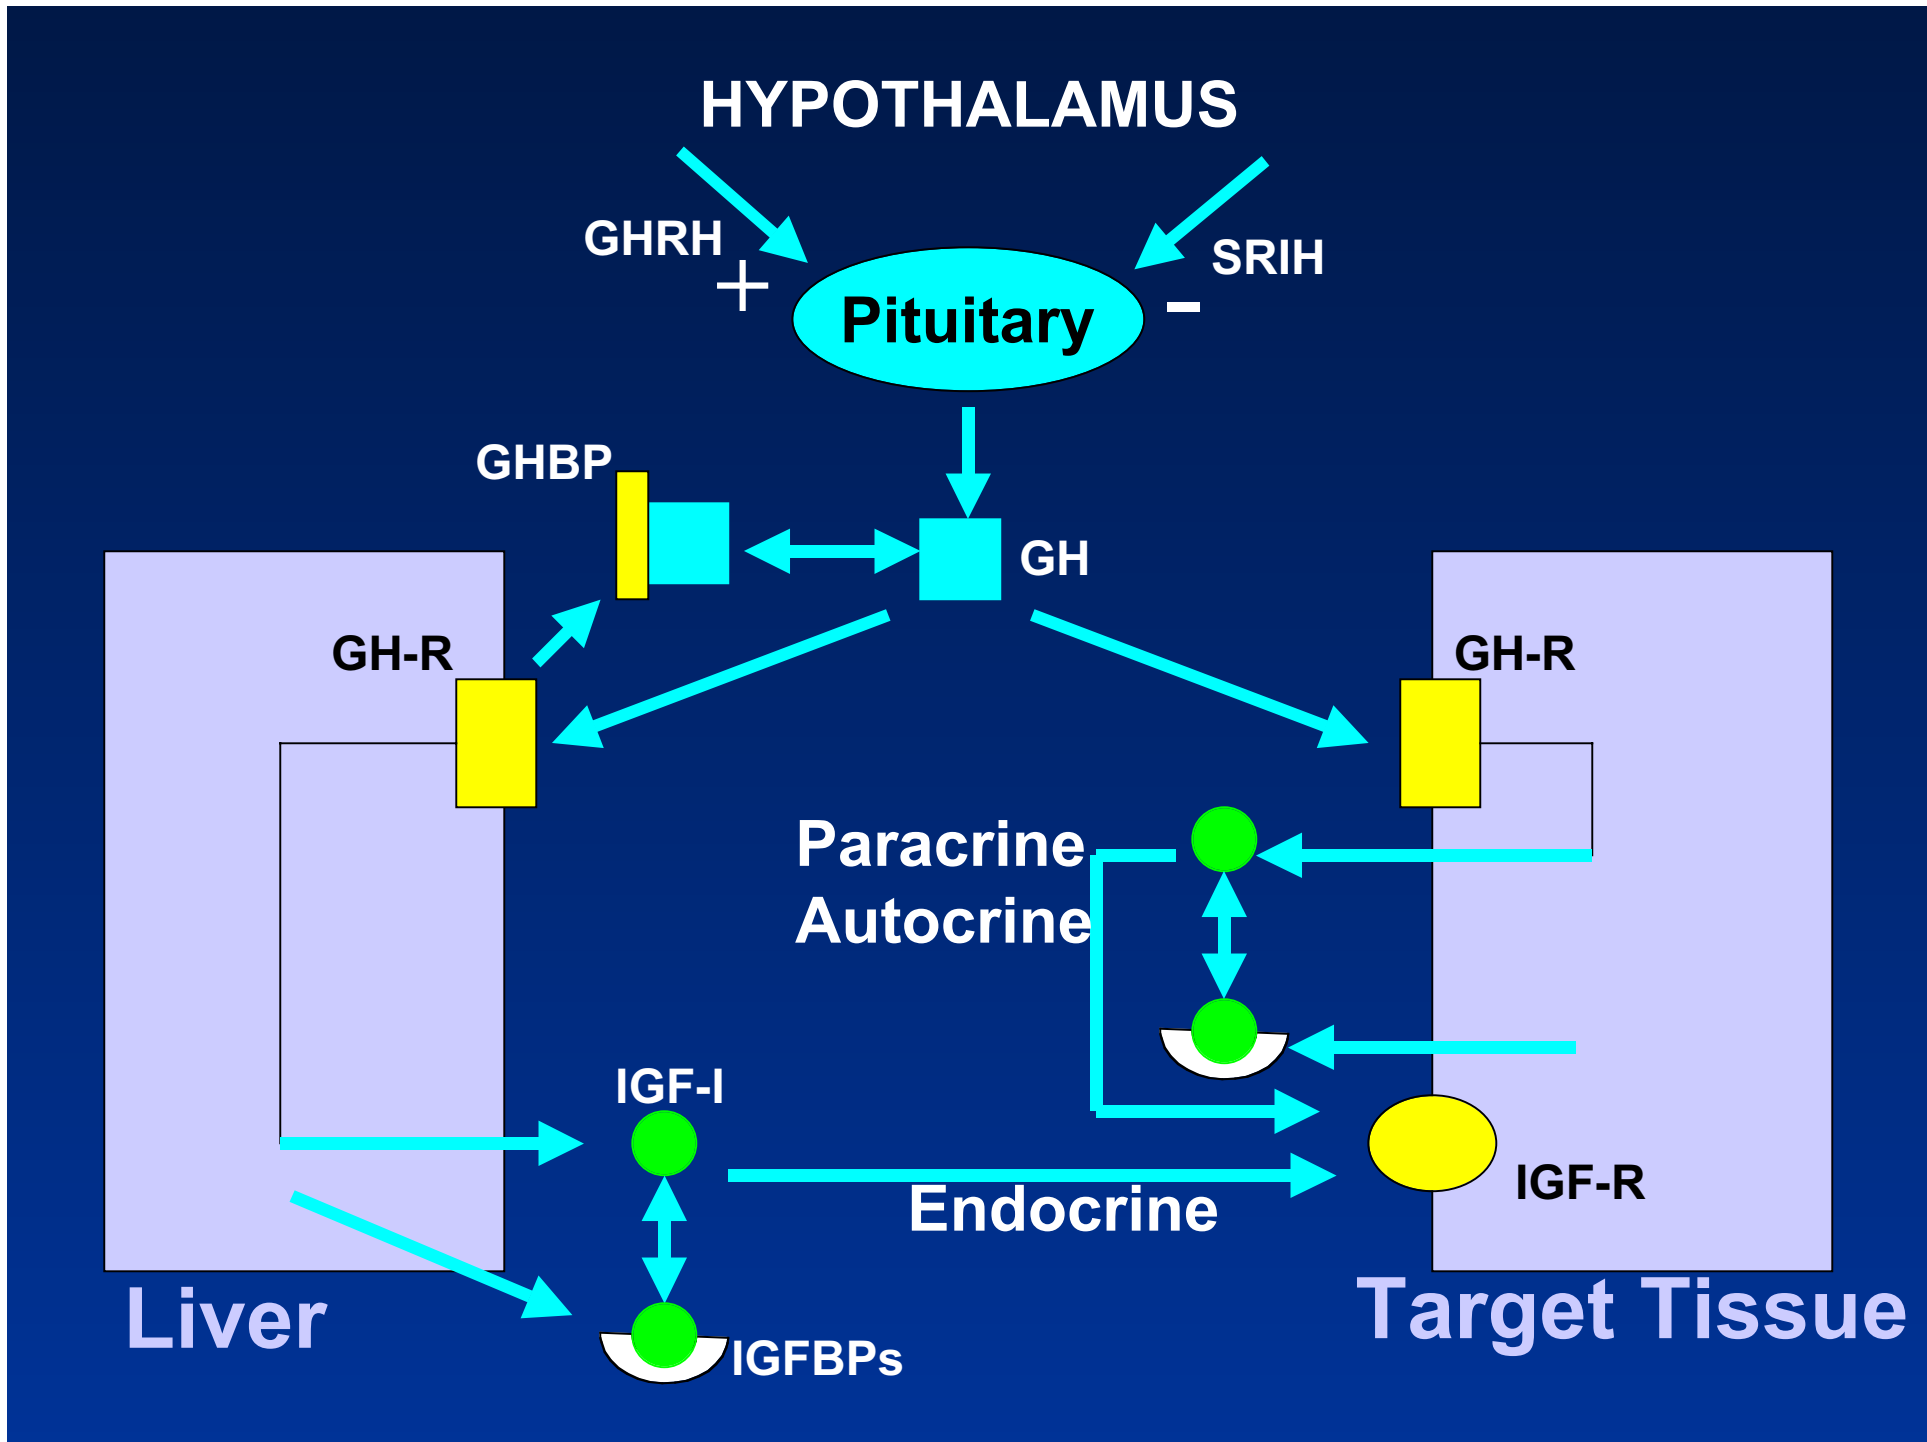 HYPOTHALAMUS
GHRH
+
SRIH
-
Pituitary
GHBP
GH
GH-R
GH-R
Paracrine
Autocrine
IGF-I
IGF-R
Endocrine
Liver
Target Tissue
IGFBPs